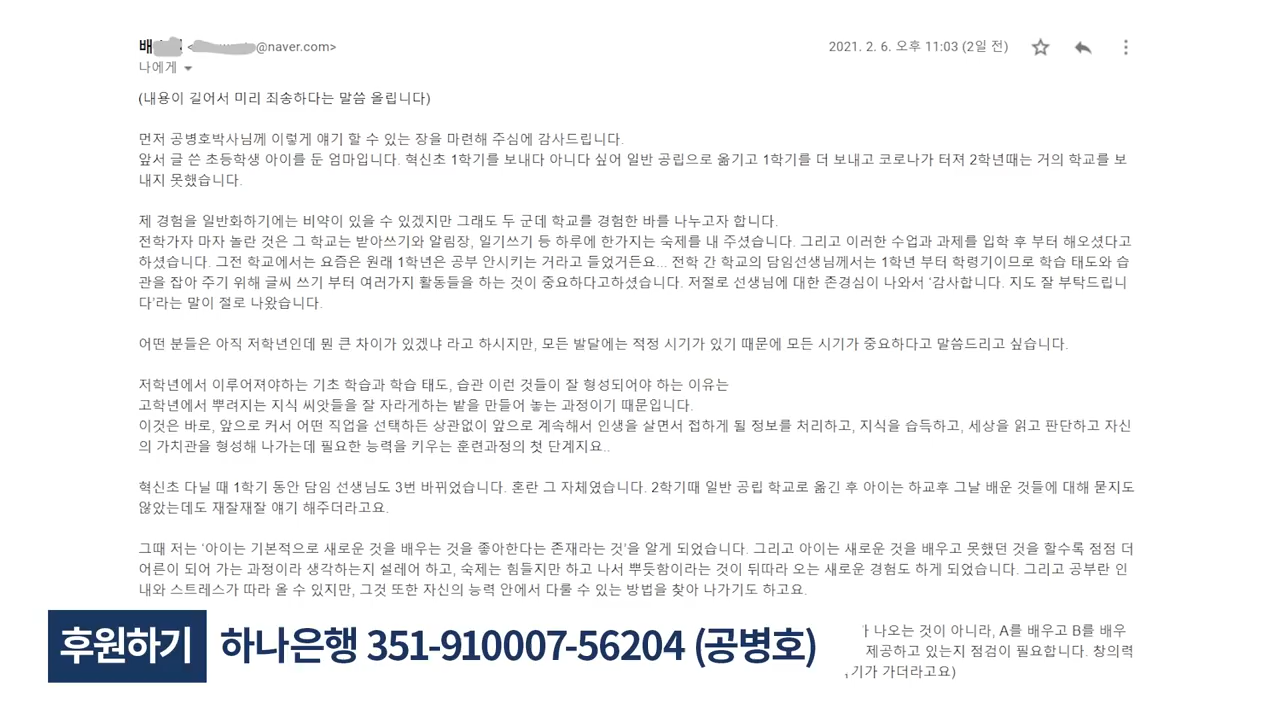 배
@naver.com>
2021. 2. 6. 오후 11:03 (2일 전)
나에게
(내용이 길어서 미리 죄송하다는 말씀 올립니다)
먼저 공병호박사님께 이렇게 얘기 할 수 있는 장을 마련해 주심에 감사드립니다.
앞서 글 쓴 초등학생 아이를 둔 엄마입니다. 혁신초 1학기를 보내다 아니다 싶어 일반 공립으로 옮기고 1학기를 더 보내고 코로나가 터져 2학년때는 거의 학교를 보
내지 못했습니다.
제 경험을 일반화하기에는 비약이 있을 수 있겠지만 그래도 두 군데 학교를 경험한 바를 나누고자 합니다.
전학가자 마자 놀란 것은 그 학교는 받아쓰기와 알림장, 일기쓰기 등 하루에 한가지는 숙제를 내 주셨습니다. 그리고 이러한 수업과 과제를 입학 후 부터 해오셨다고
하셨습니다. 그전 학교에서는 요즘은 원래 1학년은 공부 안시키는 거라고 들었거든요... 전학 간 학교의 담임선생님께서는 1학년 부터 학령기이므로 학습 태도와 습
관을 잡아 주기 위해 글씨 쓰기 부터 여러가지 활동들을 하는 것이 중요하다고하셨습니다. 저절로 선생님에 대한 존경심이 나와서 ‘감사합니다. 지도 잘 부탁드립니
다’라는 말이 절로 나왔습니다.
어떤 분들은 아직 저학년인데 뭔 큰 차이가 있겠냐 라고 하시지만, 모든 발달에는 적정 시기가 있기 때문에 모든 시기가 중요하다고 말씀드리고 싶습니다.
저학년에서 이루어져야하는 기초 학습과 학습 태도, 습관 이런 것들이 잘 형성되어야 하는 이유는
고학년에서 뿌려지는 지식 씨앗들을 잘 자라게하는 밭을 만들어 놓는 과정이기 때문입니다.
이것은 바로, 앞으로 커서 어떤 직업을 선택하든 상관없이 앞으로 계속해서 인생을 살면서 접하게 될 정보를 처리하고, 지식을 습득하고, 세상을 읽고 판단하고 자신
의 가치관을 형성해 나가는데 필요한 능력을 키우는 훈련과정의 첫 단계지요..
혁신초 다닐 때 1학기 동안 담임 선생님도 3번 바뀌었습니다. 혼란 그 자체였습니다. 2학기때 일반 공립 학교로 옮긴 후 아이는 하교후 그날 배운 것들에 대해 묻지도
않았는데도 재잘재잘 얘기 해주더라고요.
그때 저는 ‘아이는 기본적으로 새로운 것을 배우는 것을 좋아한다는 존재라는 것’을 알게 되었습니다. 그리고 아이는 새로운 것을 배우고 못했던 것을 할수록 점점 더
어른이 되어 가는 과정이라 생각하는지 설레어 하고, 숙제는 힘들지만 하고 나서 뿌듯함이라는 것이 뒤따라 오는 새로운 경험도 하게 되었습니다. 그리고 공부란 인
내와 스트레스가 따라 올 수 있지만, 그것 또한 자신의 능력 안에서 다룰 수 있는 방법을 찾아 나가기도 하고요.
나오는 것이 아니라, A를 배우고 B를 배우
제공하고 있는지 점검이 필요합니다. 창의력
기가 가더라고요)
후원하기 하나은행 351-910007-56204 (공병호)